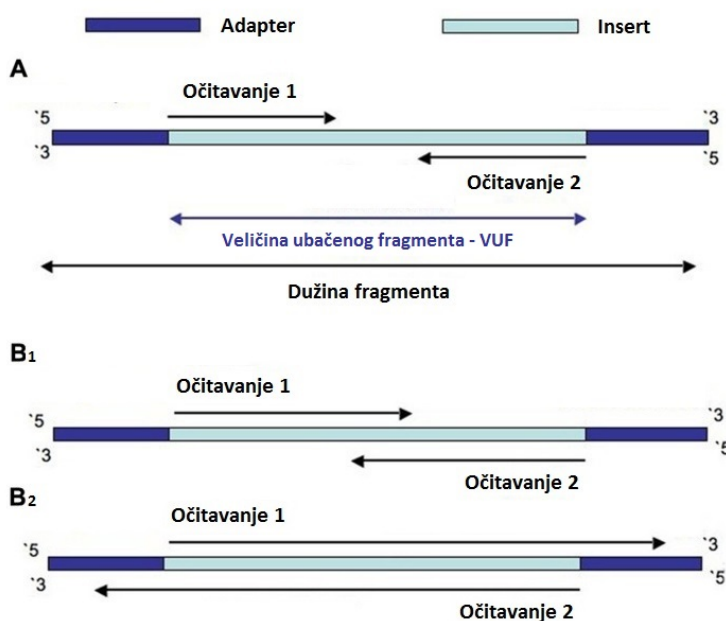 Adapter
Insert
A
Očitavanje 1
`5
`3
`3
`5
Očitavanje 2
Veličina ubačenog fragmenta - VUF
Dužina fragmenta
B₁
Očitavanje 1
`5
`3
`3
`5
Očitavanje 2
B₂
Očitavanje 1
`5
`3
`3
`5
Očitavanje 2